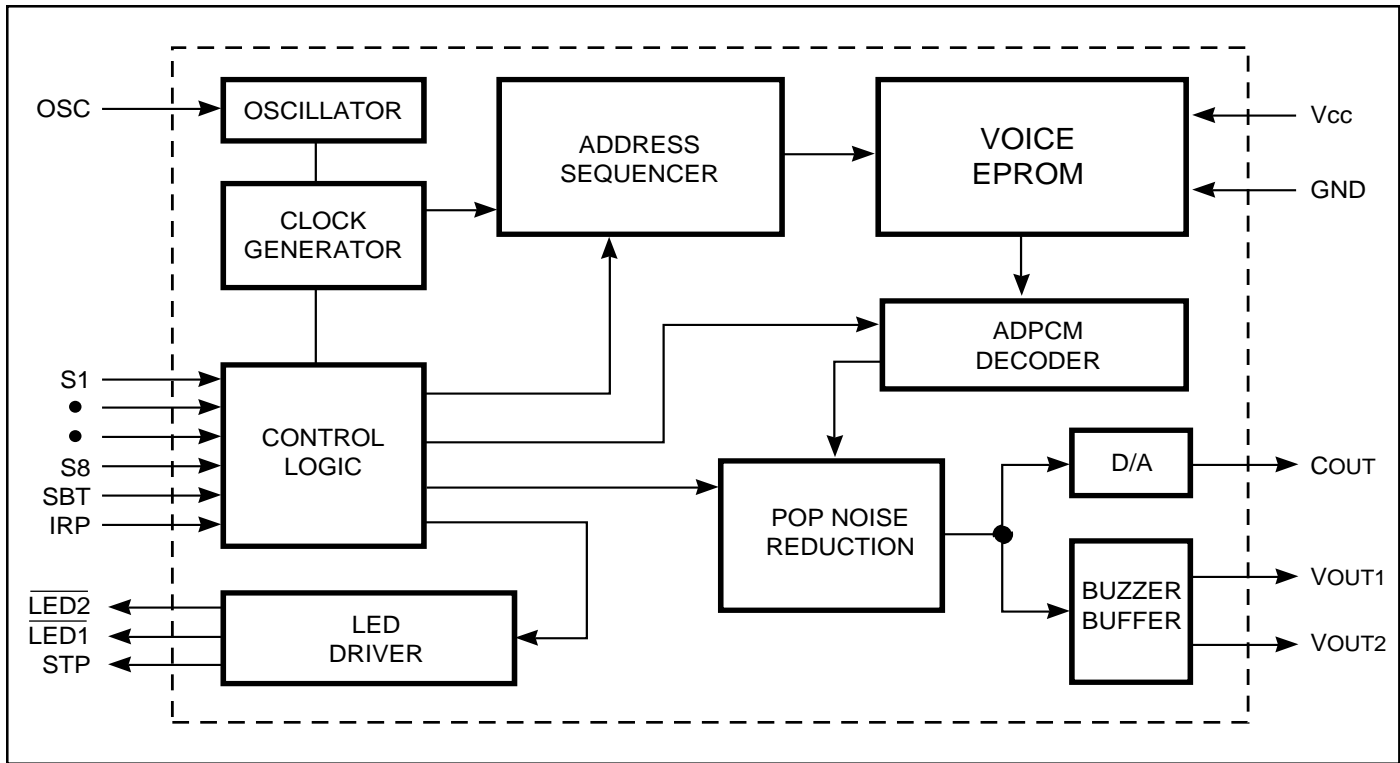 OSC
OSCILLATOR
ADDRESS
SEQUENCER
VOICE
EPROM
Vcc
GND
CLOCK
GENERATOR
ADPCM
DECODER
S1
S8
SBT
IRP
CONTROL
LOGIC
POP NOISE
REDUCTION
D/A
COUT
BUZZER
BUFFER
VOUT1
VOUT2
LED2
LED1
STP
LED
DRIVER